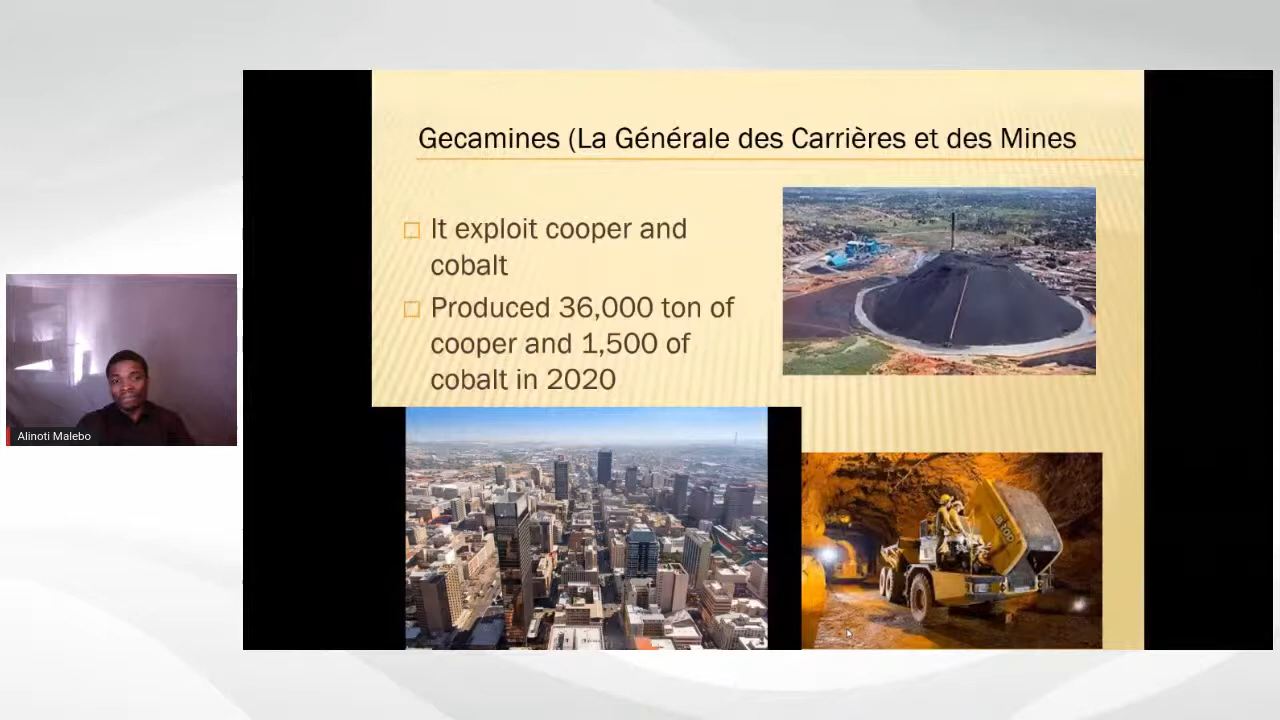 Gecamines (La Générale des Carrières et des Mines
It exploit cooper and
cobalt
Produced 36,000 ton of
cooper and 1,500 of
cobalt in 2020
Alinoti Malebo